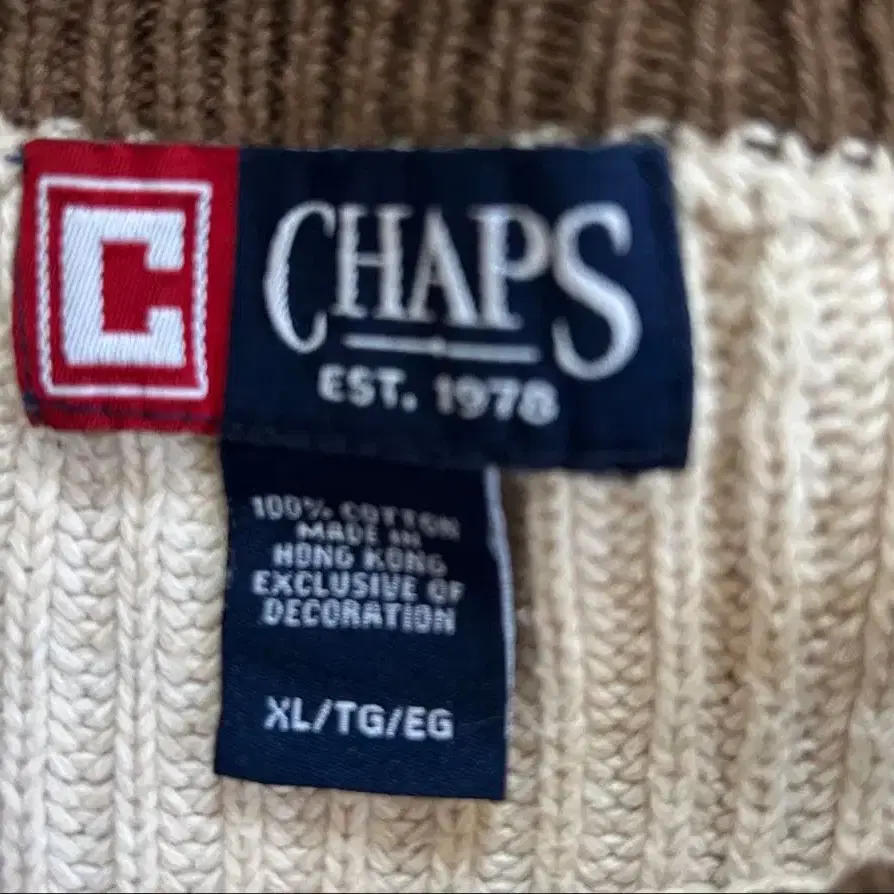 C
CHAPS
EST. 1978
100% COTTON
MADE IN
HONG KONG
EXCLUSIVE OF
DECORATION
XL/TG/EG